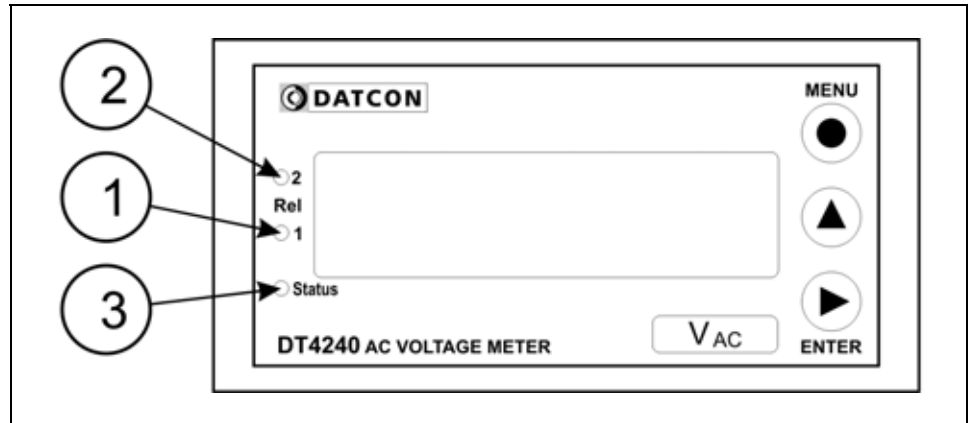 2
1
3
DATCON
MENU
2
Rel
1
Status
DT4240 AC VOLTAGE METER
VAC
ENTER